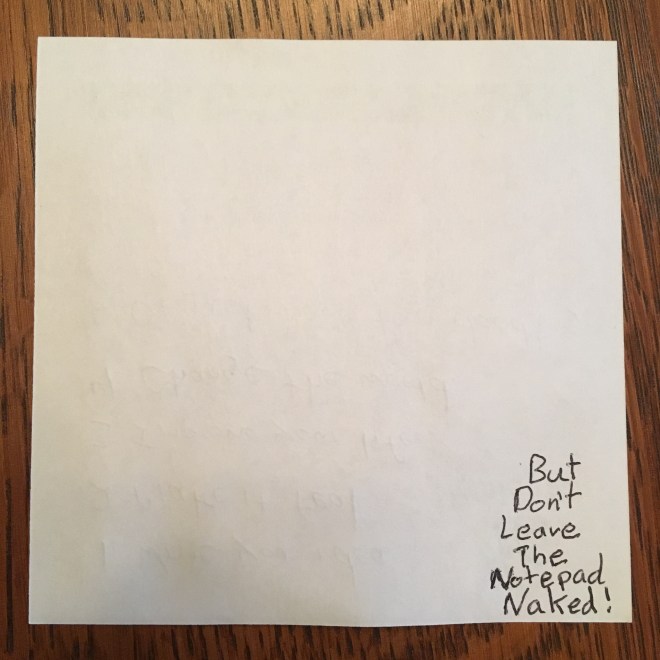 But
Don't
Leave
The
Notepad
Naked!